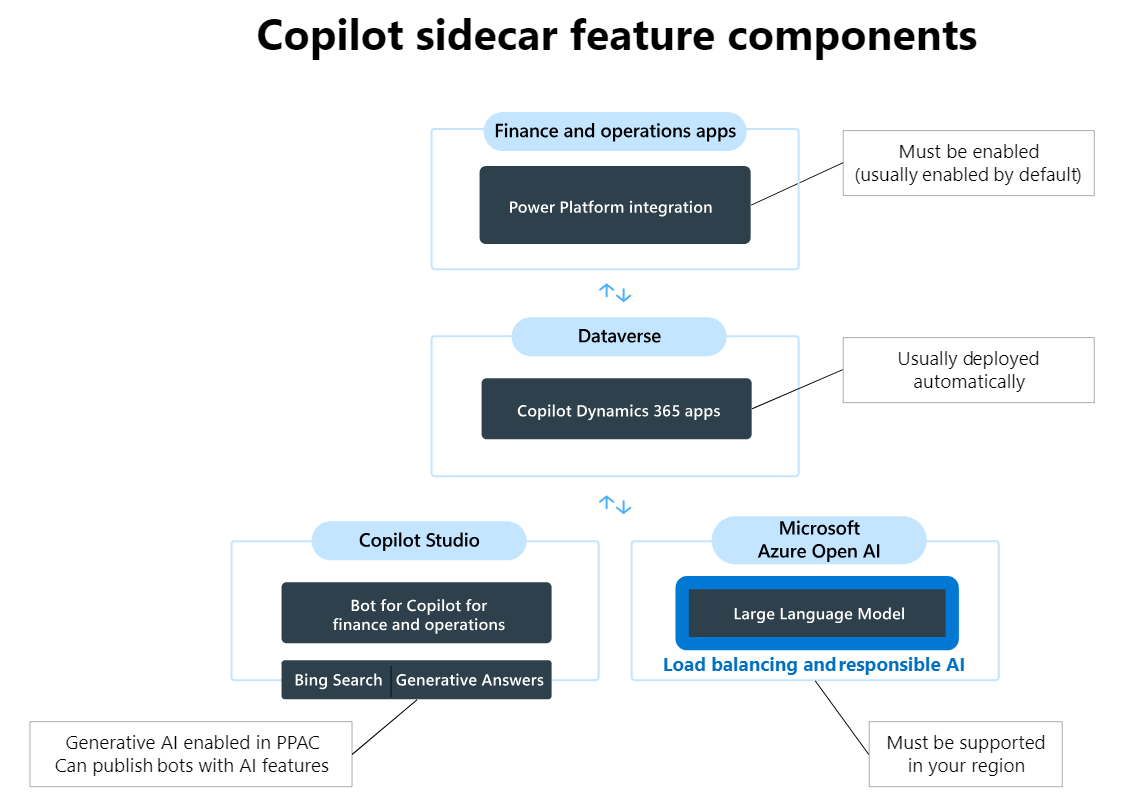 Copilot sidecar feature components
Finance and operations apps
Power Platform integration
Must be enabled
(usually enabled by default)
Dataverse
Copilot Dynamics 365 apps
Usually deployed
automatically
Copilot Studio
Bot for Copilot for
finance and operations
Bing Search
Generative Answers
Generative AI enabled in PPAC
Can publish bots with AI features
Microsoft
Azure Open AI
Large Language Model
Load balancing and responsible AI
Must be supported
in your region